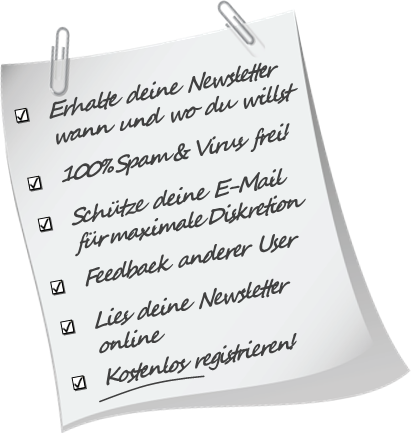 Erhalte deine Newsletter
wann und wo du willst
100% Spam & Virus frei!
Schütze deine E-Mail
für maximale Diskretion
Feedback anderer User
Lies deine Newsletter
online
Kostenlos registrieren!